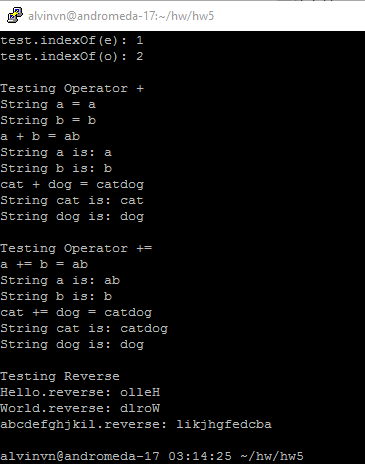 alvinvn@andromeda-17:~/hw/hw5
test.indexOf(e): 1
test.indexOf(o): 2
Testing Operator +
String a = a
String b = b
a + b = ab
String a is: a
String b is: b
cat + dog = catdog
String cat is: cat
String dog is: dog
Testing Operator +=
a += b = ab
String a is: ab
String b is: b
cat += dog = catdog
String cat is: catdog
String dog is: dog
Testing Reverse
Hello.reverse: olleH
World.reverse: dlroW
abcdefghjkil.reverse: likjhgfedcba
alvinvn@andromeda-17 03:14:25 ~/hw/hw5